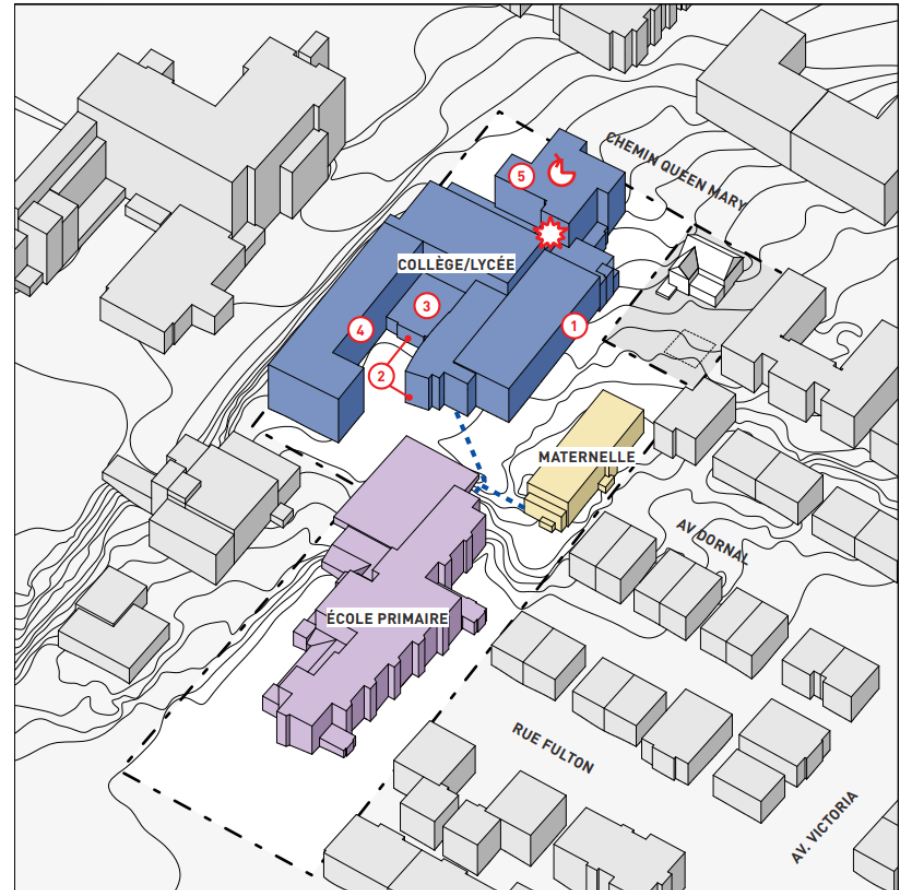 CHEMIN QUEEN MARY
5
COLLÈGE/LYCÉE
3
4
1
2
MATERNELLE
AV DORNAL
ÉCOLE PRIMAIRE
RUE FULTON
AV. VICTORIA